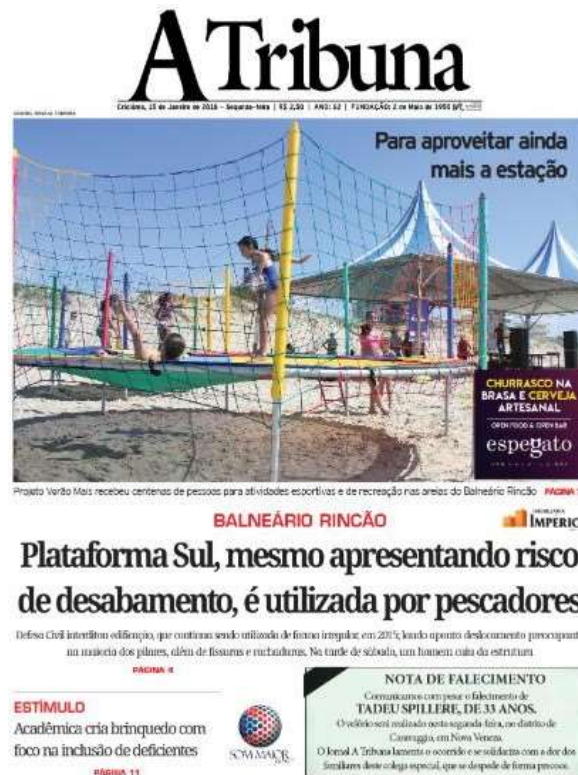 A Tribuna
Criciúma, 15 de Janeiro de 2018 - Segunda-feira | R$ 2,50 | ANO: 62 | FUNDAÇÃO: 2 de Maio de 1955
Para aproveitar ainda
mais a estação
CHURRASCO NA
BRASA E CERVEJA
ARTESANAL
OPEN FOOD & OPEN BAR
espegato
Projeto Verão Mais recebeu centenas de pessoas para atividades esportivas e de recreação nas areias do Balneário Rincão PÁGINA
BALNEÁRIO RINCÃO
IMPERIO
Plataforma Sul, mesmo apresentando risco
de desabamento, é utilizada por pescadores
Defesa Civil interditou edificação, que continua sendo utilizada de forma irregular, em 2015; laudo aponta deslocamento preocupant
na maioria dos pilares, além de fissuras e rachaduras. Na tarde de sábado, um homem caiu da estrutura
PÁGINA 4
ESTÍMULO
Acadêmica cria brinquedo com
foco na inclusão de deficientes
PÁGINA 11
SOM MAIOR
NOTA DE FALECIMENTO
Comunicamos com pesar o falecimento de
TADEU SPILLERE, DE 33 ANOS.
O velório será realizado nesta segunda-feira, no distrito de
Caravaggio, em Nova Veneza.
O Jornal A Tribuna lamenta o ocorrido e se solidariza com a dor dos
familiares deste colega especial, que se despede de forma precoce.